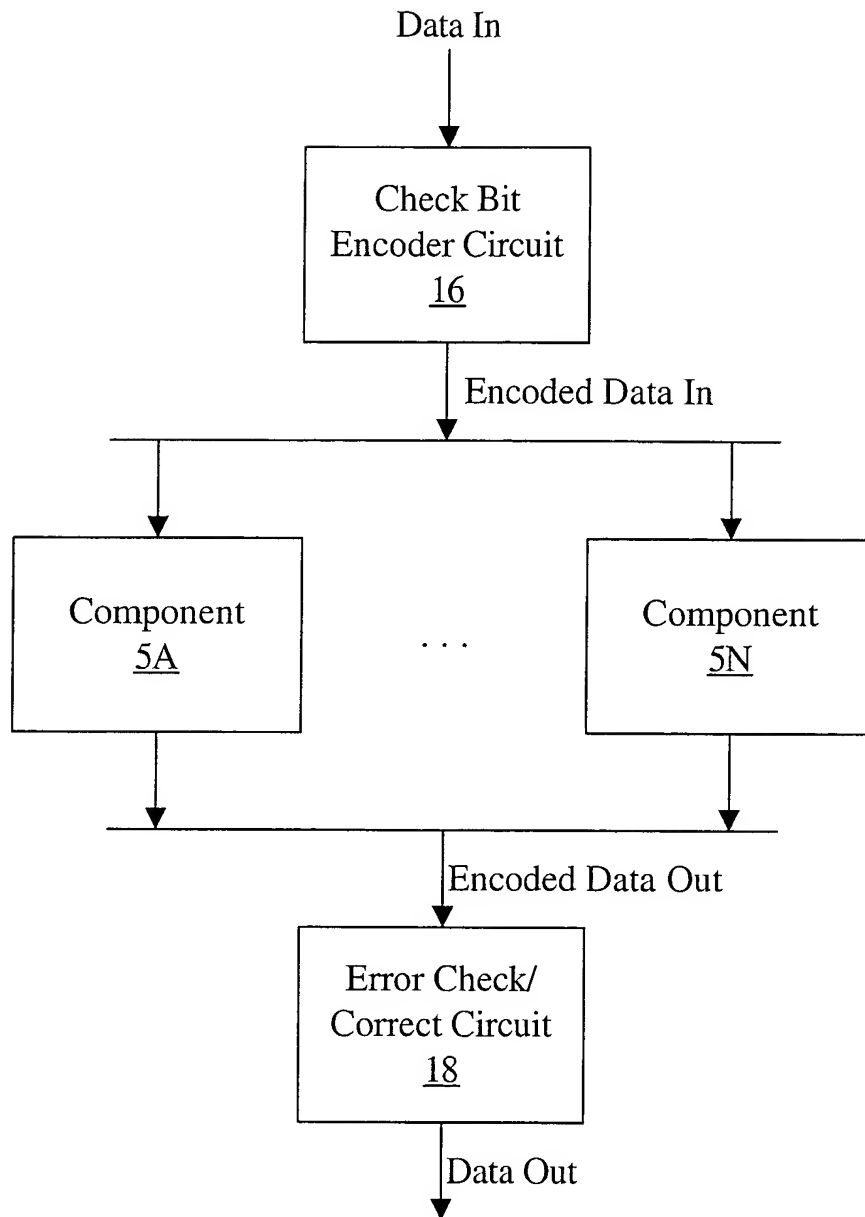 Data In
Check Bit
Encoder Circuit
16
Encoded Data In
Component
5A
. . .
Component
5N
Encoded Data Out
Error Check/
Correct Circuit
18
Data Out